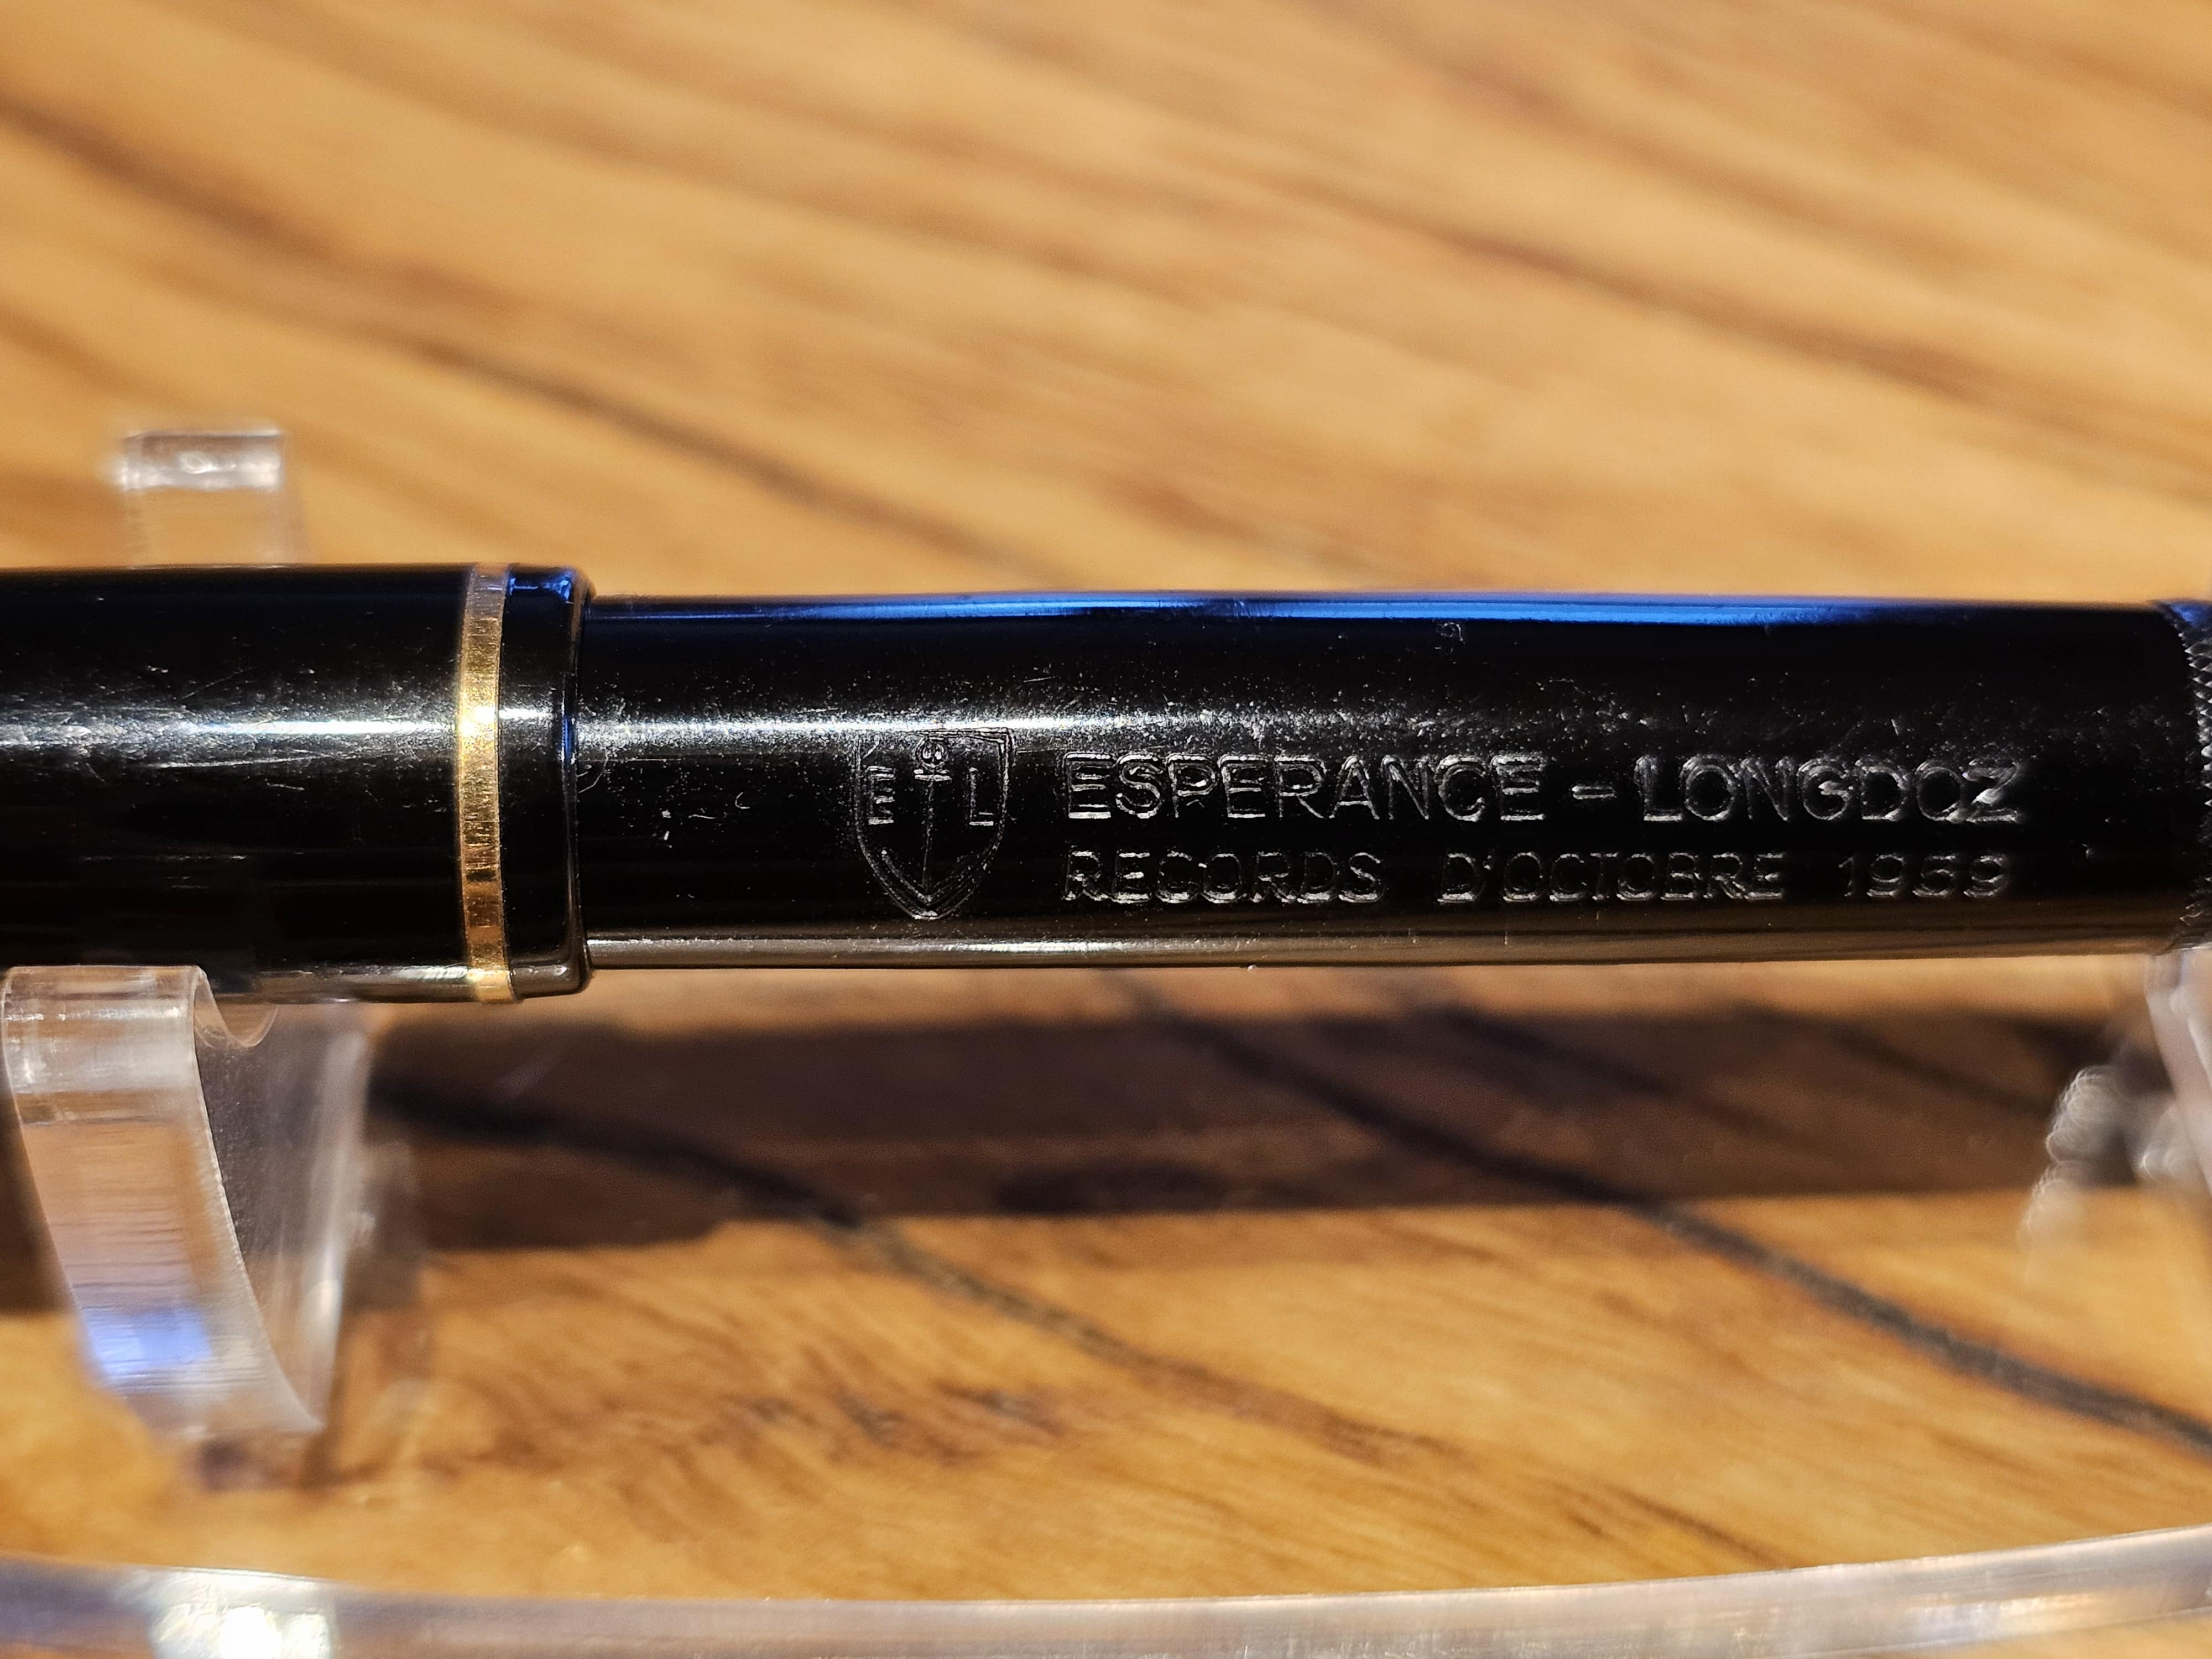 E L
ESPERANCE - LONGDOZ
RECORDS D'OCTOBRE 1959